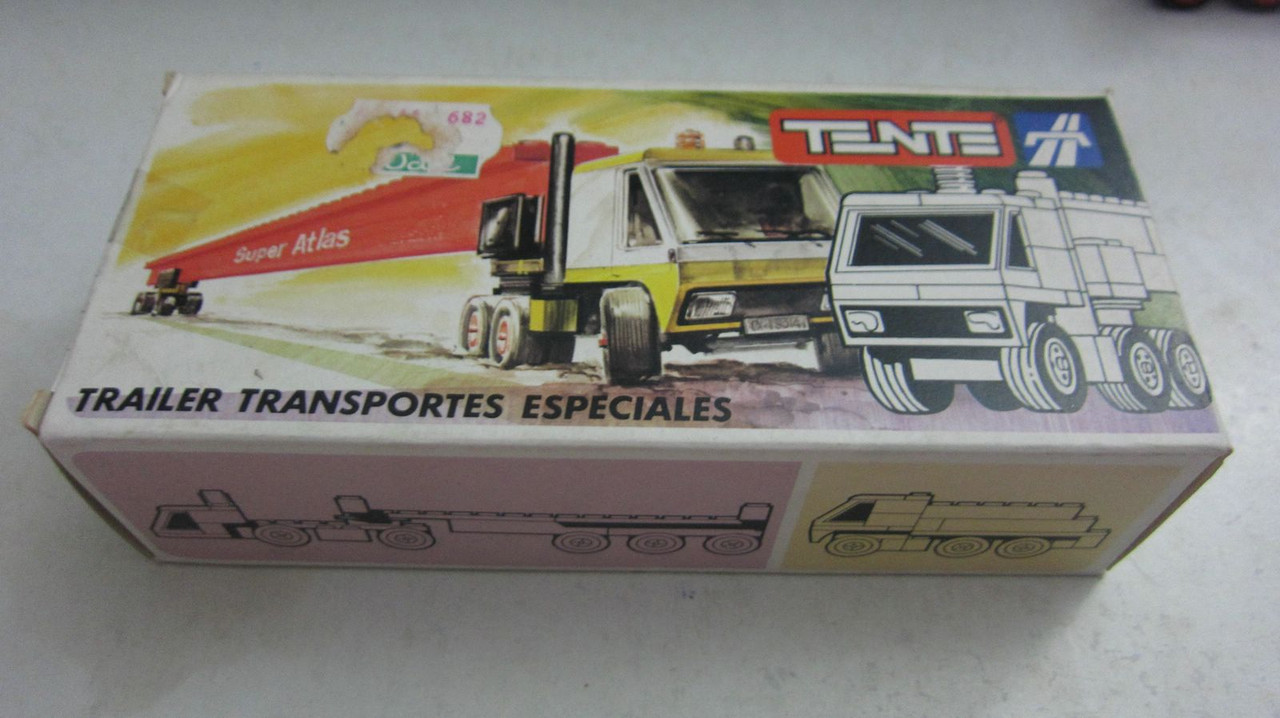 682
TENTE
Super Atlas
TRAILER TRANSPORTES ESPECIALES